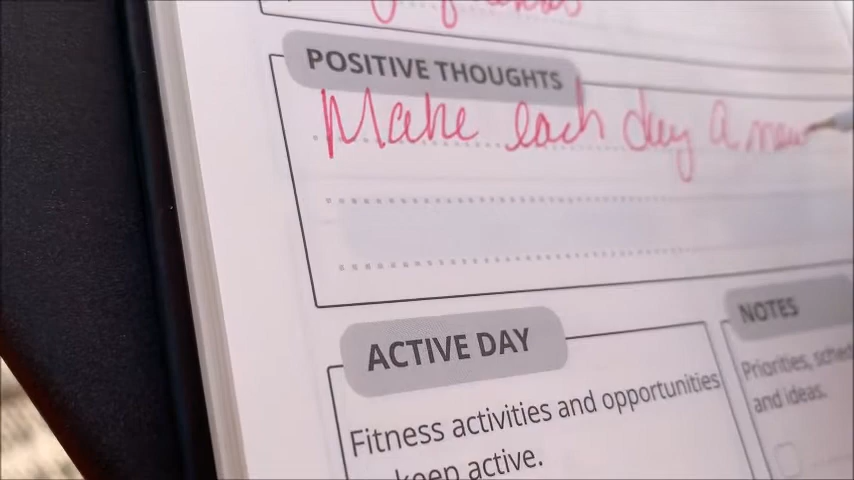 POSITIVE THOUGHTS
Make each day a new
ACTIVE DAY
Fitness activities and opportunities
keep active.
NOTES
Priorities,
and ideas.